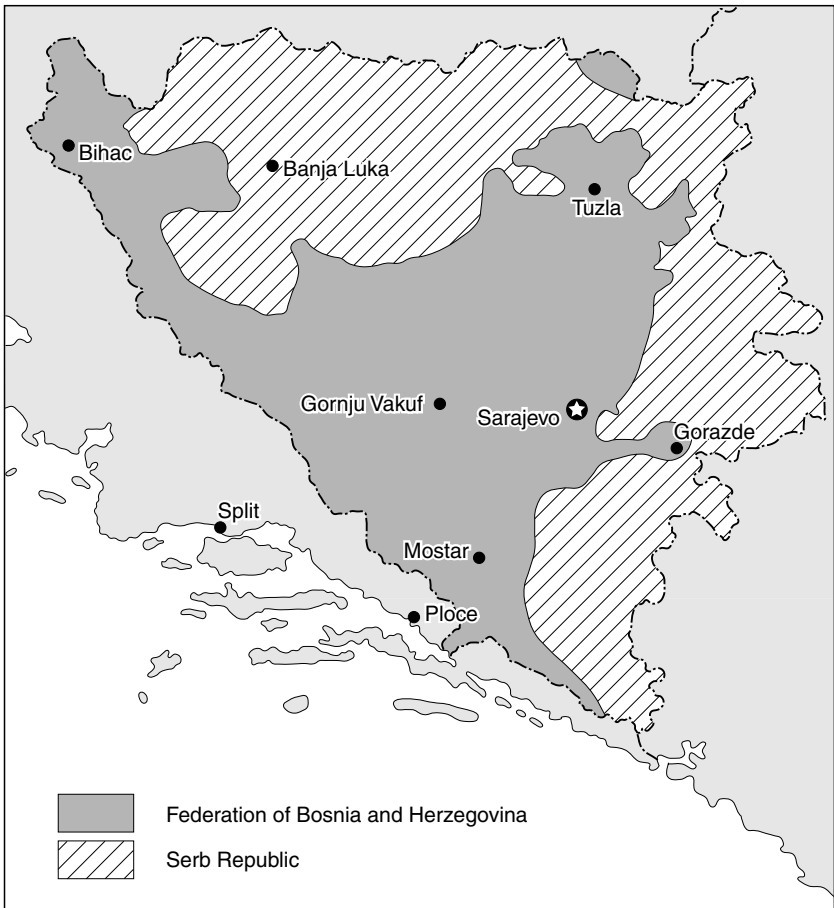 Bihac
Banja Luka
Tuzla
Gornju Vakuf
Sarajevo
Gorazde
Split
Mostar
Ploce
Federation of Bosnia and Herzegovina
Serb Republic